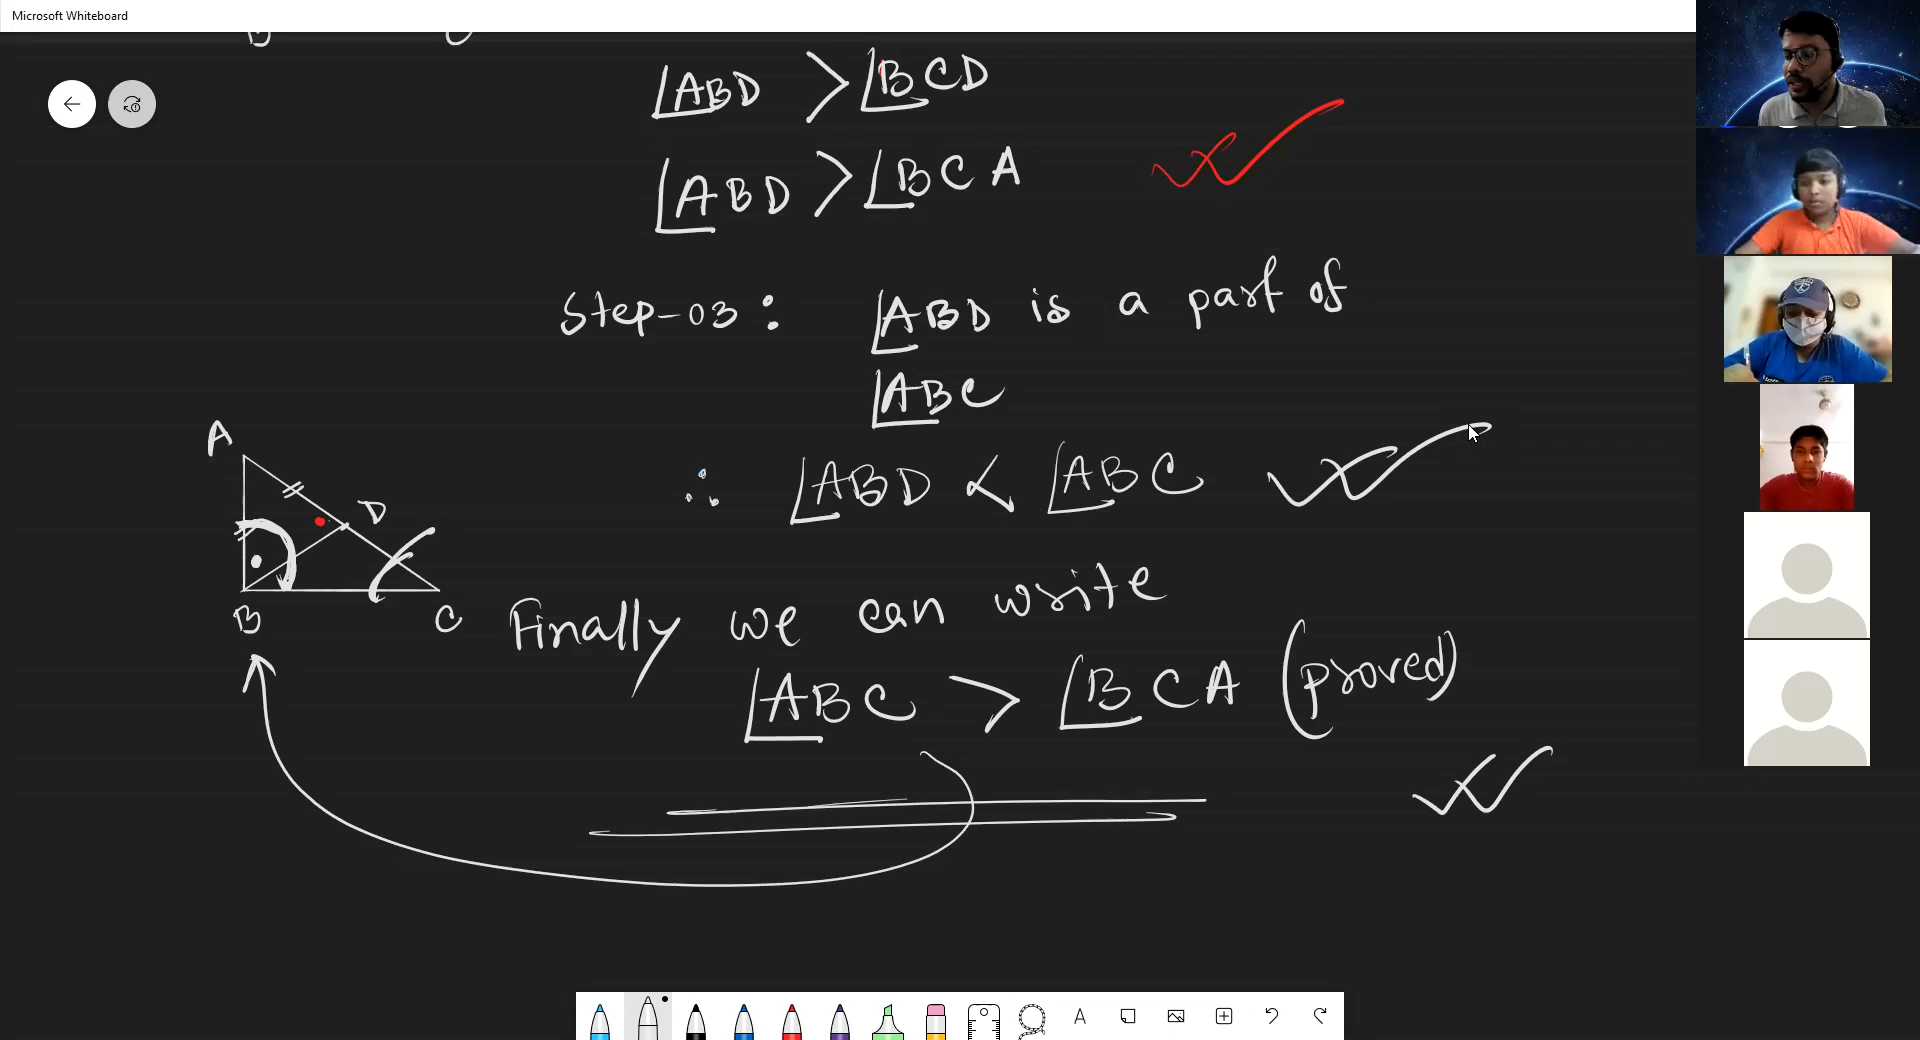 Microsoft Whiteboard
∠ABD > ∠BCD
∠ABD > ∠BCA
Step-03: ∠ABD is a part of
∠ABC
∴ ∠ABD < ∠ABC
A
D
B
C
Finally we can write
∠ABC > ∠BCA (proved)
A